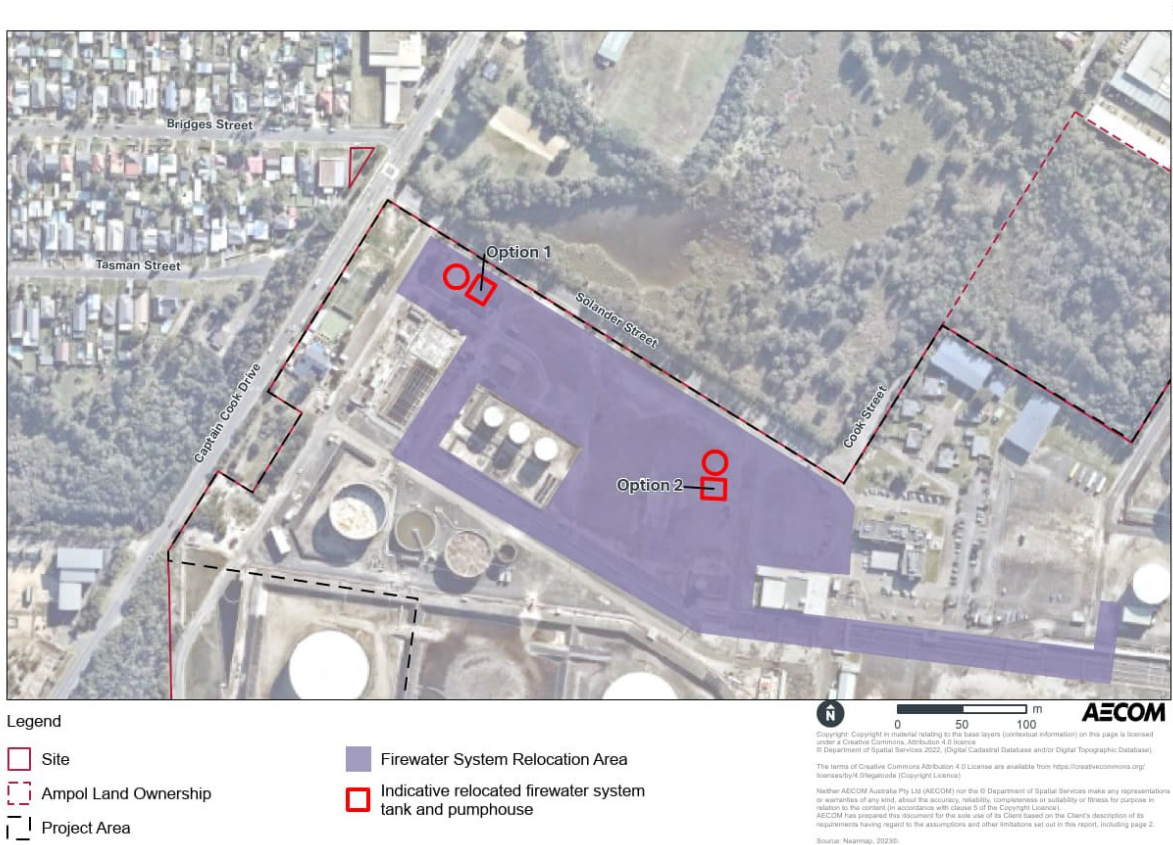 Bridges Street
Tasman Street
Option 1
Solander Street
Captain Cook Drive
Cook Street
Option 2
Legend
Site
Ampol Land Ownership
Project Area
Firewater System Relocation Area
Indicative relocated firewater system
tank and pumphouse
N
0 50 100 m
AECOM
Copyright: Copyright in material relating to the base layers (contextual information) on this page is licensed
under a Creative Commons, Attribution 4.0 licence
© Department of Spatial Services 2022, (Digital Cadastral Database and/or Digital Topographic Database).
The terms of Creative Commons Attribution 4.0 License are available from https://creativecommons.org/
licenses/by/4.0/legalcode (Copyright Licence)
Neither AECOM Australia Pty Ltd (AECOM) nor the © Department of Spatial Services make any representations
or warranties of any kind, about the accuracy, reliability, completeness or suitability or fitness for purpose in
relation to the content (in accordance with clause 5 of the Copyright Licence).
AECOM has prepared this document for the sole use of its Client based on the Client's description of its
requirements having regard to the assumptions and other limitations set out in this report, including page 2.
Source: Nearmap,